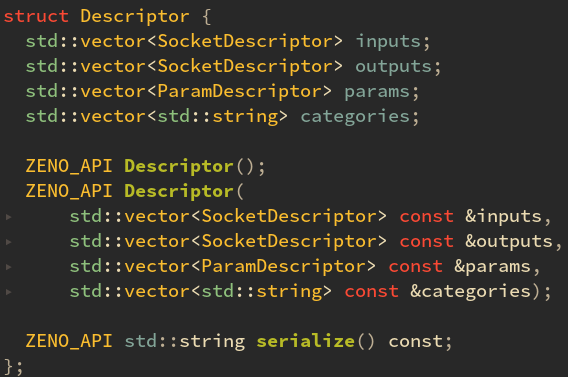 struct Descriptor {
  std::vector<SocketDescriptor> inputs;
  std::vector<SocketDescriptor> outputs;
  std::vector<ParamDescriptor> params;
  std::vector<std::string> categories;

  ZENO_API Descriptor();
  ZENO_API Descriptor(
      std::vector<SocketDescriptor> const &inputs,
      std::vector<SocketDescriptor> const &outputs,
      std::vector<ParamDescriptor> const &params,
      std::vector<std::string> const &categories);

  ZENO_API std::string serialize() const;
};